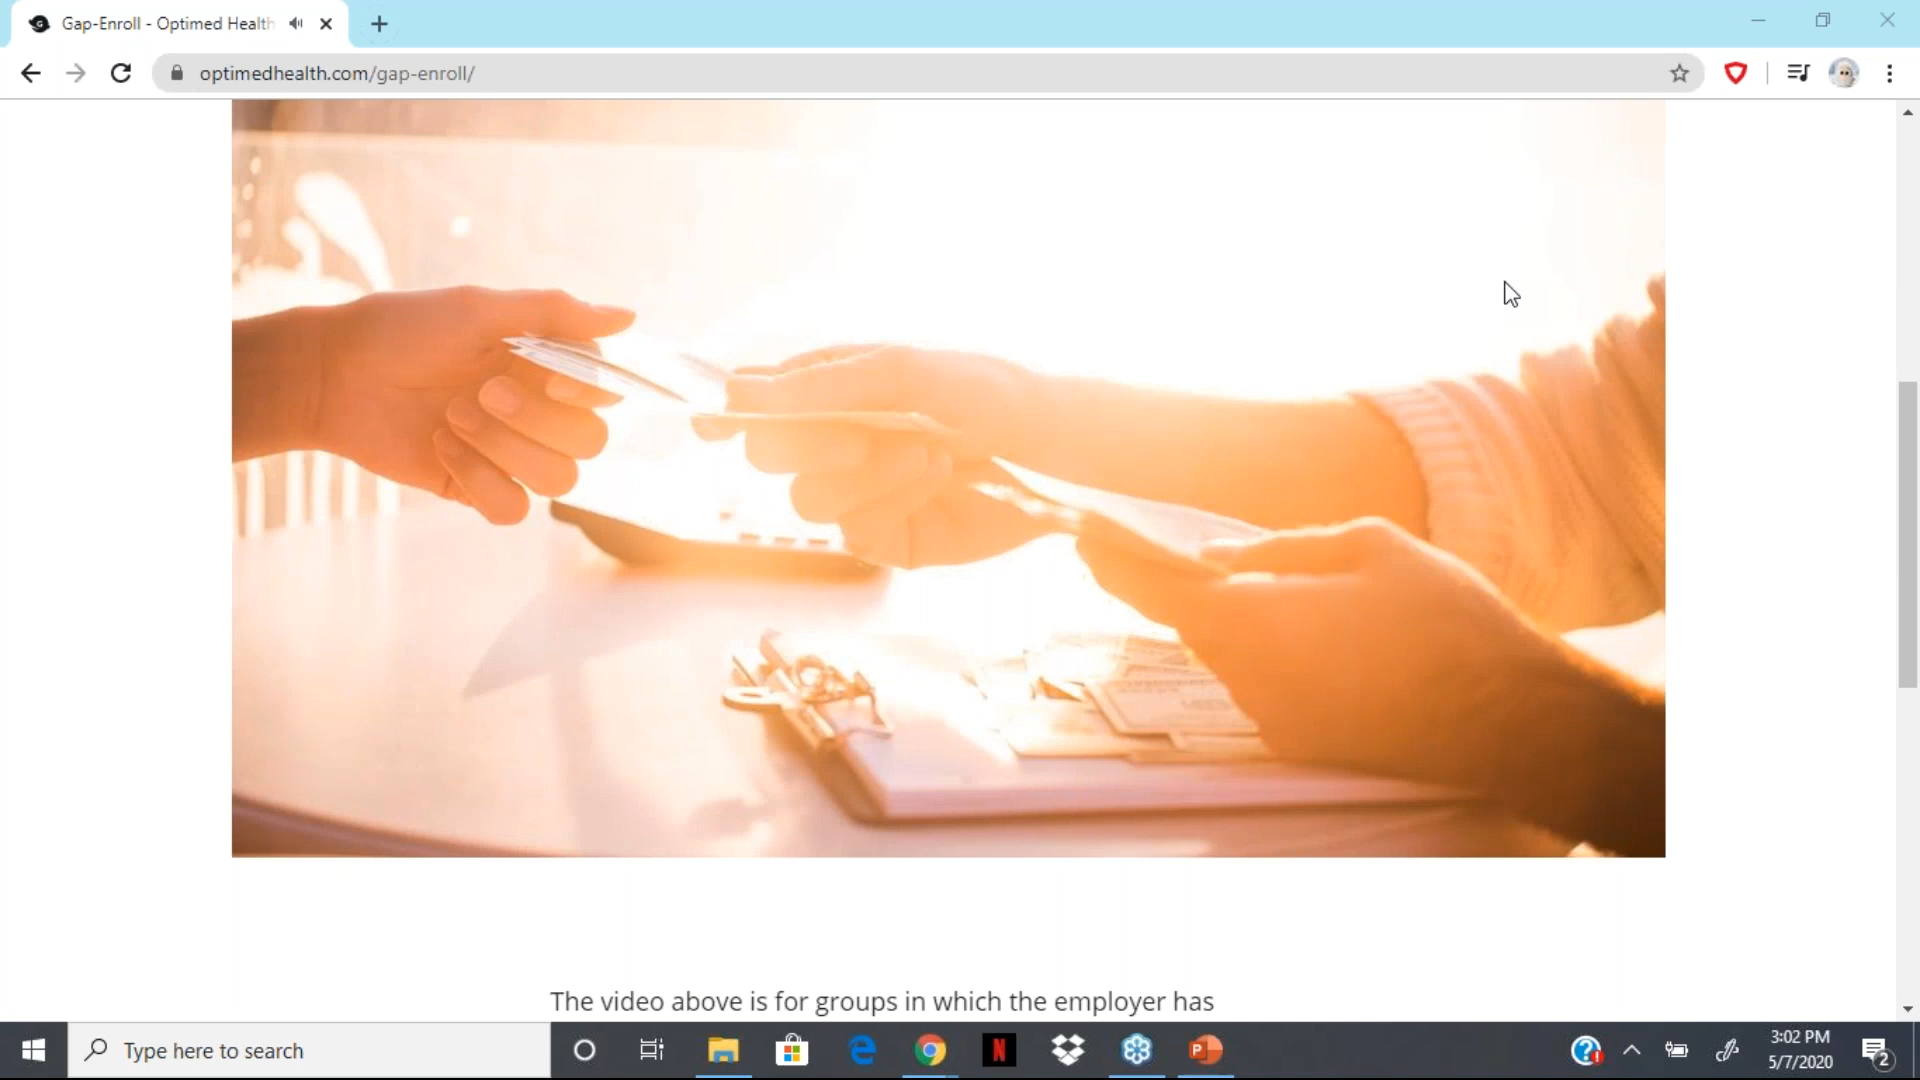 Gap-Enroll - Optimed Health
optimedhealth.com/gap-enroll/
The video above is for groups in which the employer has
Type here to search
3:02 PM
5/7/2020
2